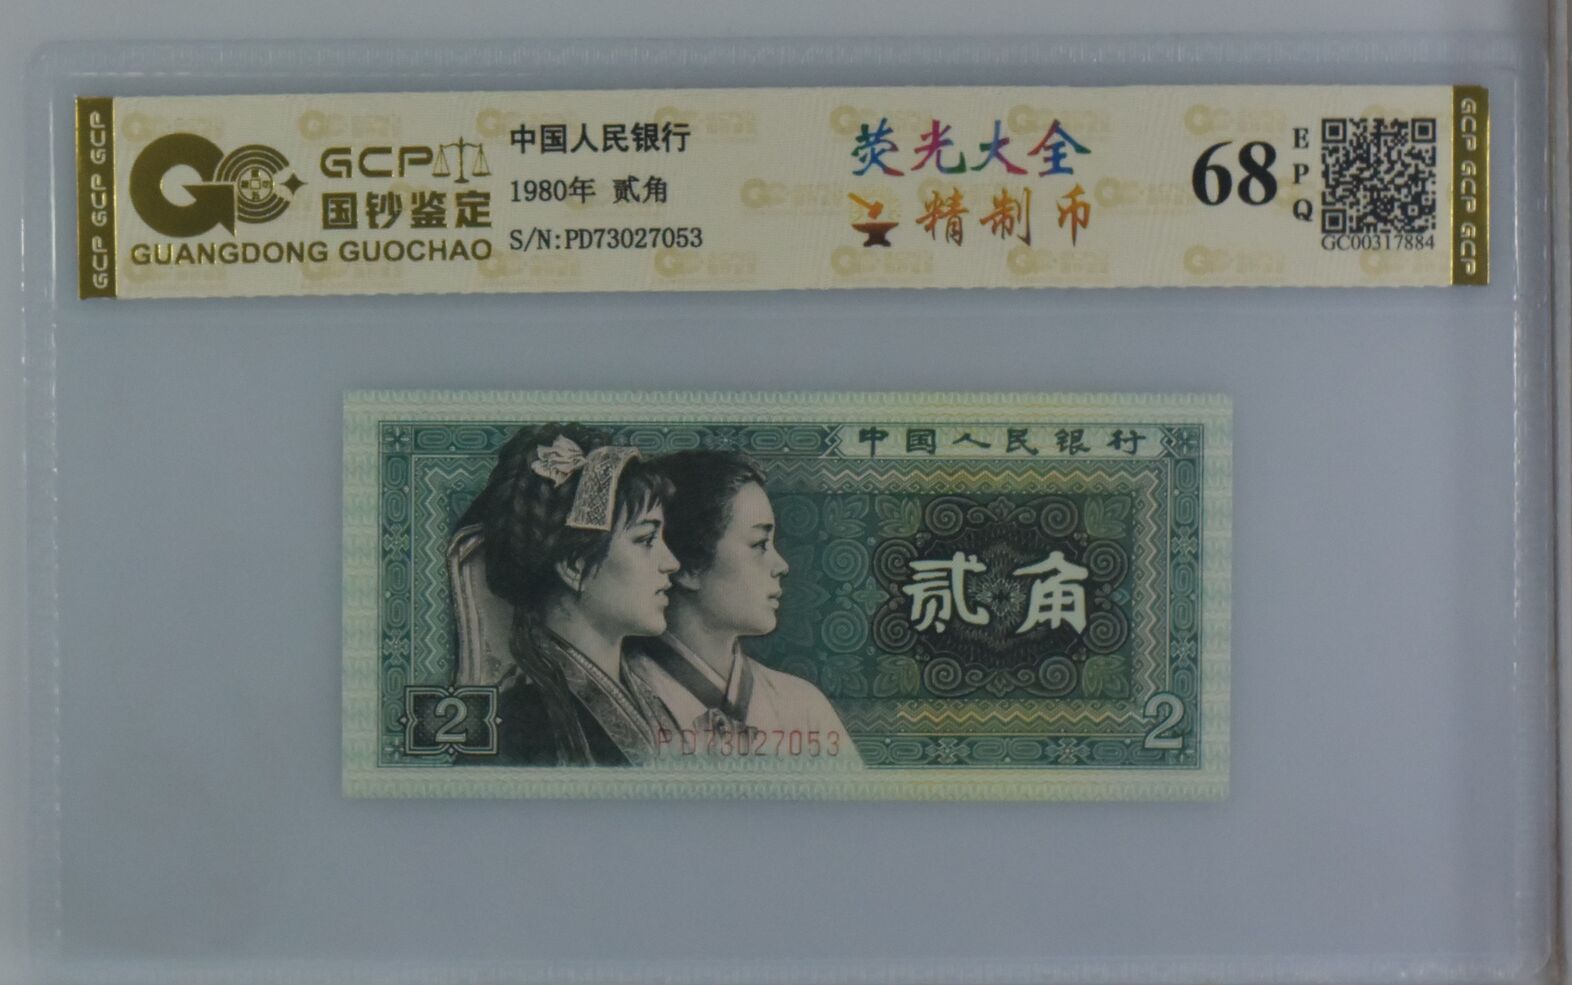 GCP GCP GCP
GCP
国钞鉴定
GUANGDONG GUOCHAO
中国人民银行
1980年 贰角
S/N:PD73027053
荧光大全
精制币
68
EPQ
GC00317884
GCP GCP GCP
中国人民银行
贰角
2
PD73027053
2